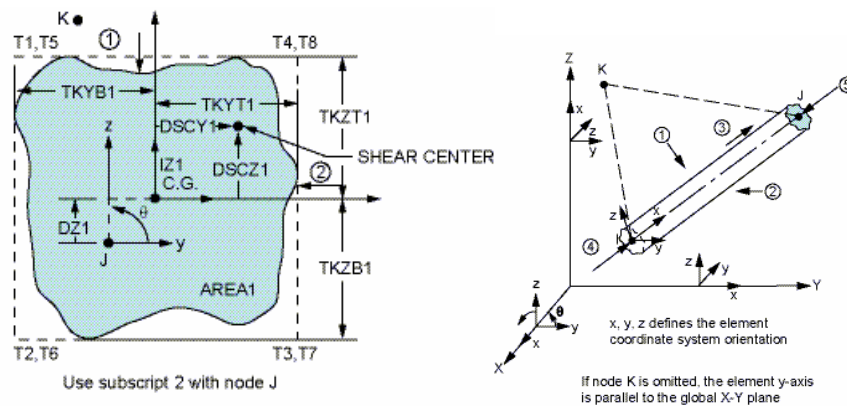 K
①
T1,T5
T4,T8
TKYB1
TKYT1
TKZT1
DSCY1
z
SHEAR CENTER
IZ1
DSCZ1
②
C.G.
θ
DZ1
y
J
TKZB1
AREA1
T2,T6
T3,T7
Use subscript 2 with node J
Z
K
J
⑤
x
③
z
①
y
②
z
x
I
y
④
z
y
x
Y
z
θ
y
x
X
x, y, z defines the element
coordinate system orientation
If node K is omitted, the element y-axis
is parallel to the global X-Y plane